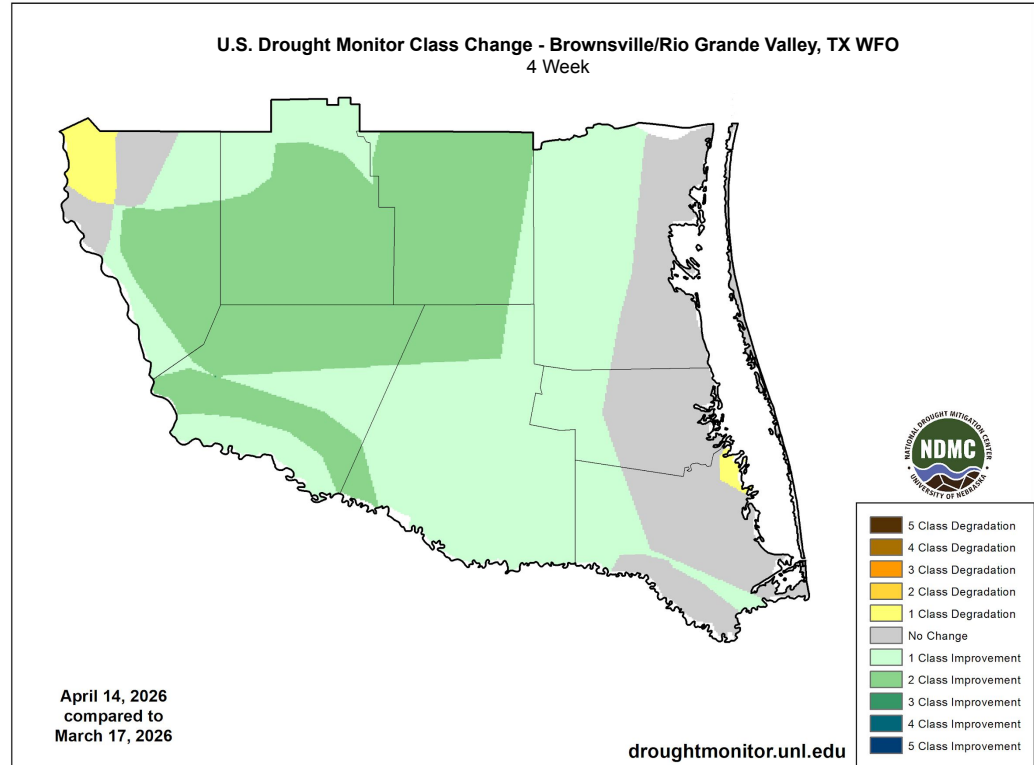 U.S. Drought Monitor Class Change - Brownsville/Rio Grande Valley, TX WFO
4 Week
NATIONAL DROUGHT MITIGATION CENTER
NDMC
UNIVERSITY OF NEBRASKA
5 Class Degradation
4 Class Degradation
3 Class Degradation
2 Class Degradation
1 Class Degradation
No Change
1 Class Improvement
2 Class Improvement
3 Class Improvement
4 Class Improvement
5 Class Improvement
April 14, 2026
compared to
March 17, 2026
droughtmonitor.unl.edu